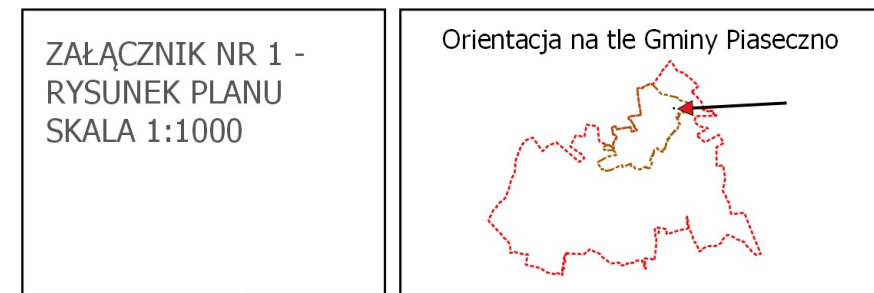 ZAŁĄCZNIK NR 1 -
RYSUNEK PLANU
SKALA 1:1000
Orientacja na tle Gminy Piaseczno